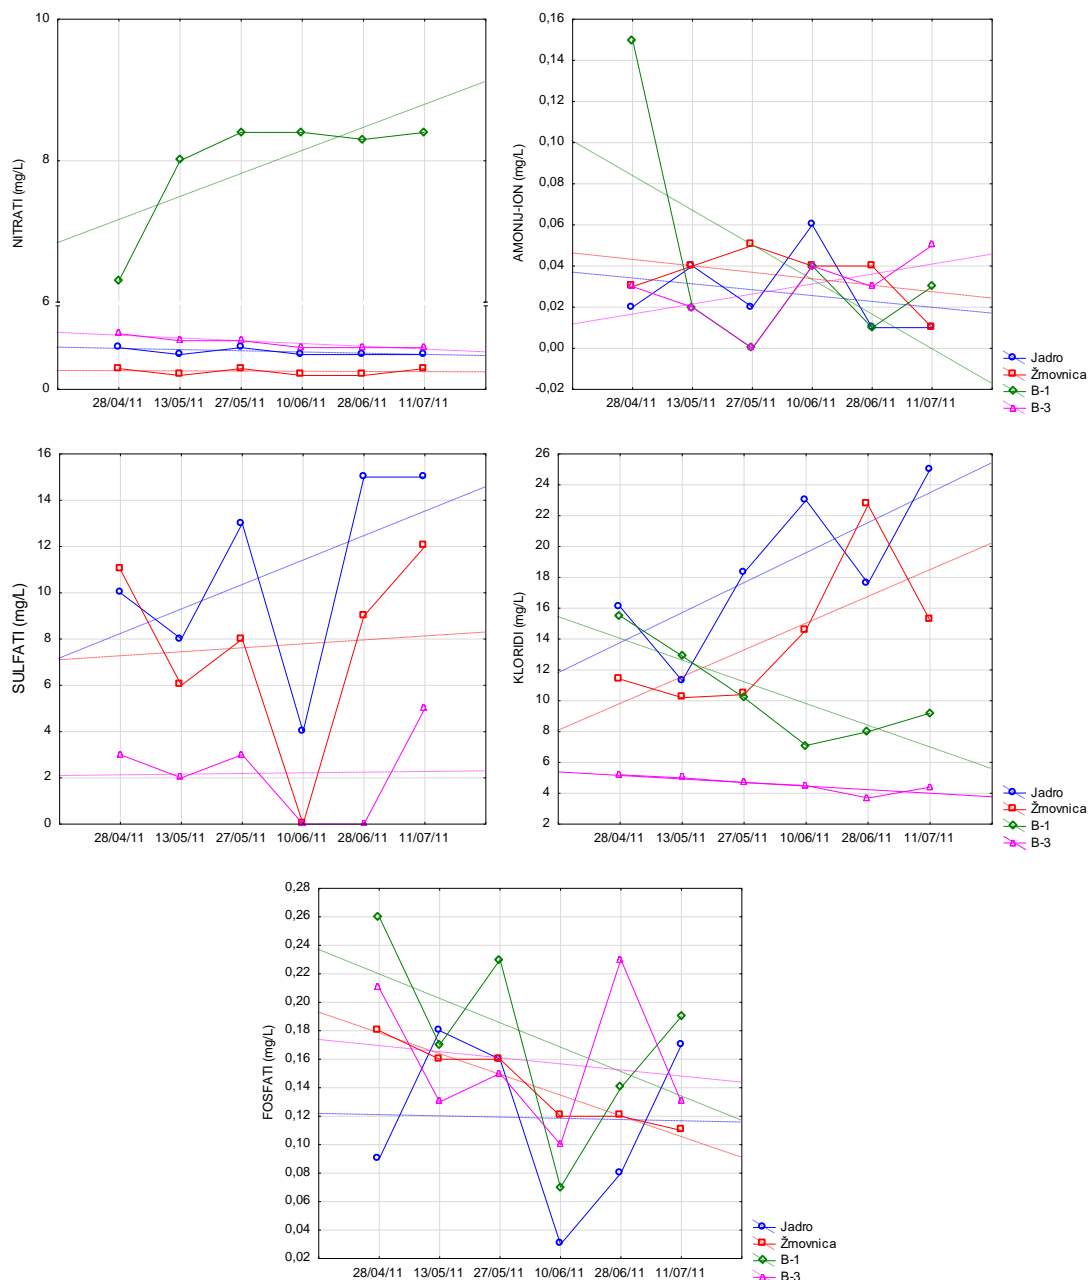 NITRATI (mg/L)
10
8
6
0
28/04/11 13/05/11 27/05/11 10/06/11 28/06/11 11/07/11
AMONIJ-ION (mg/L)
0,16
0,14
0,12
0,10
0,08
0,06
0,04
0,02
0,00
-0,02
28/04/11 13/05/11 27/05/11 10/06/11 28/06/11 11/07/11
Jadro
Žrnovnica
B-1
B-3
SULFATI (mg/L)
16
14
12
10
8
6
4
2
0
28/04/11 13/05/11 27/05/11 10/06/11 28/06/11 11/07/11
KLORIDI (mg/L)
26
24
22
20
18
16
14
12
10
8
6
4
2
28/04/11 13/05/11 27/05/11 10/06/11 28/06/11 11/07/11
Jadro
Žrnovnica
B-1
B-3
FOSFATI (mg/L)
0,28
0,26
0,24
0,22
0,20
0,18
0,16
0,14
0,12
0,10
0,08
0,06
0,04
0,02
28/04/11 13/05/11 27/05/11 10/06/11 28/06/11 11/07/11
Jadro
Žrnovnica
B-1
B-3